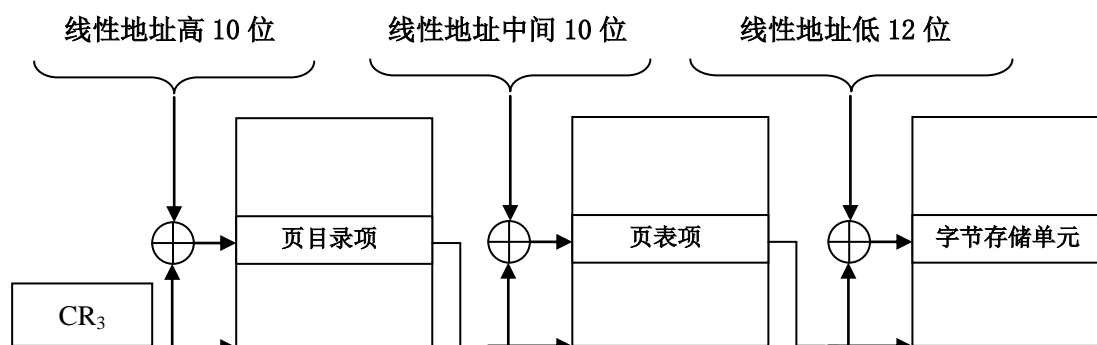 线性地址高 10 位
线性地址中间 10 位
线性地址低 12 位
页目录项
页表项
字节存储单元
CR₃